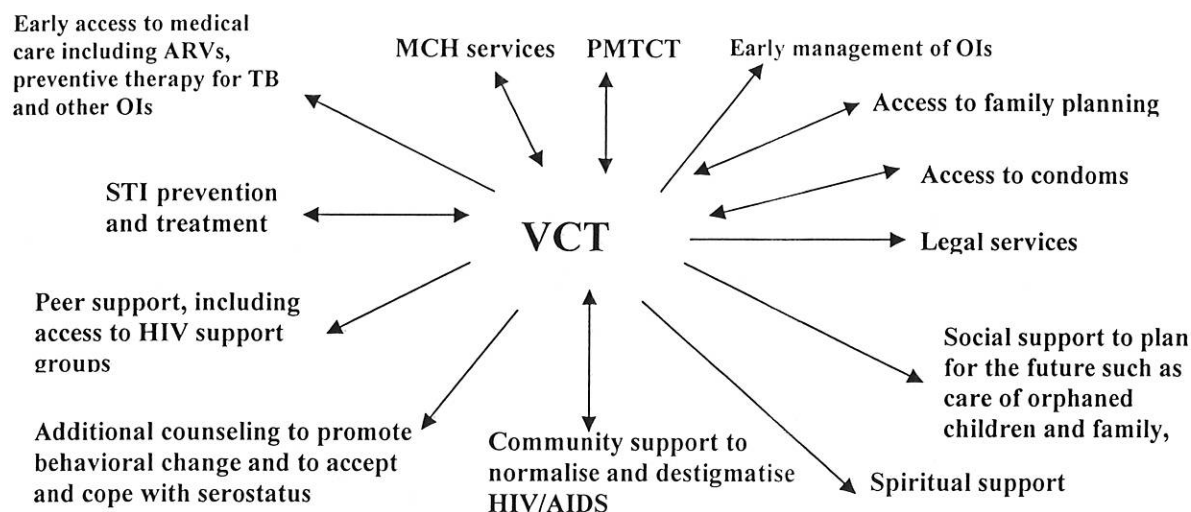 Early access to medical
care including ARVs,
preventive therapy for TB
and other OIs
MCH services
PMTCT
Early management of OIs
Access to family planning
STI prevention
and treatment
VCT
Access to condoms
Legal services
Peer support, including
access to HIV support
groups
Social support to plan
for the future such as
care of orphaned
children and family,
Additional counseling to promote
behavioral change and to accept
and cope with serostatus
Community support to
normalise and destigmatise
HIV/AIDS
Spiritual support